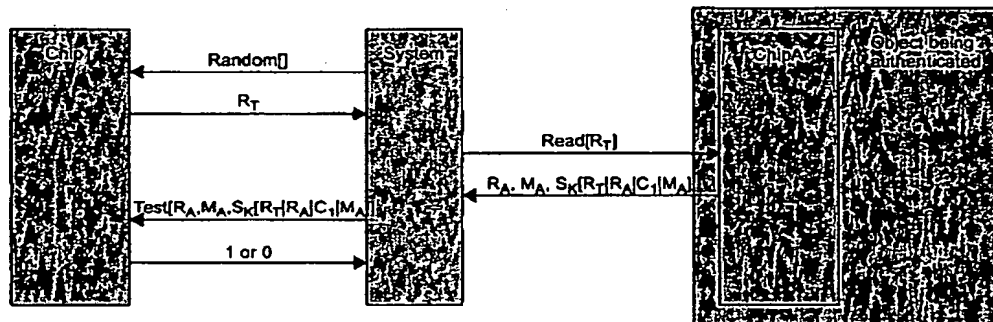 ChipT
System
ChipA
Object being
authenticated
Random[]
R_T
Read[R_T]
R_A, M_A, S_K[R_T|R_A|C_1|M_A]
Test[R_A,M_A,S_K[R_T|R_A|C_1|M_A
1 or 0